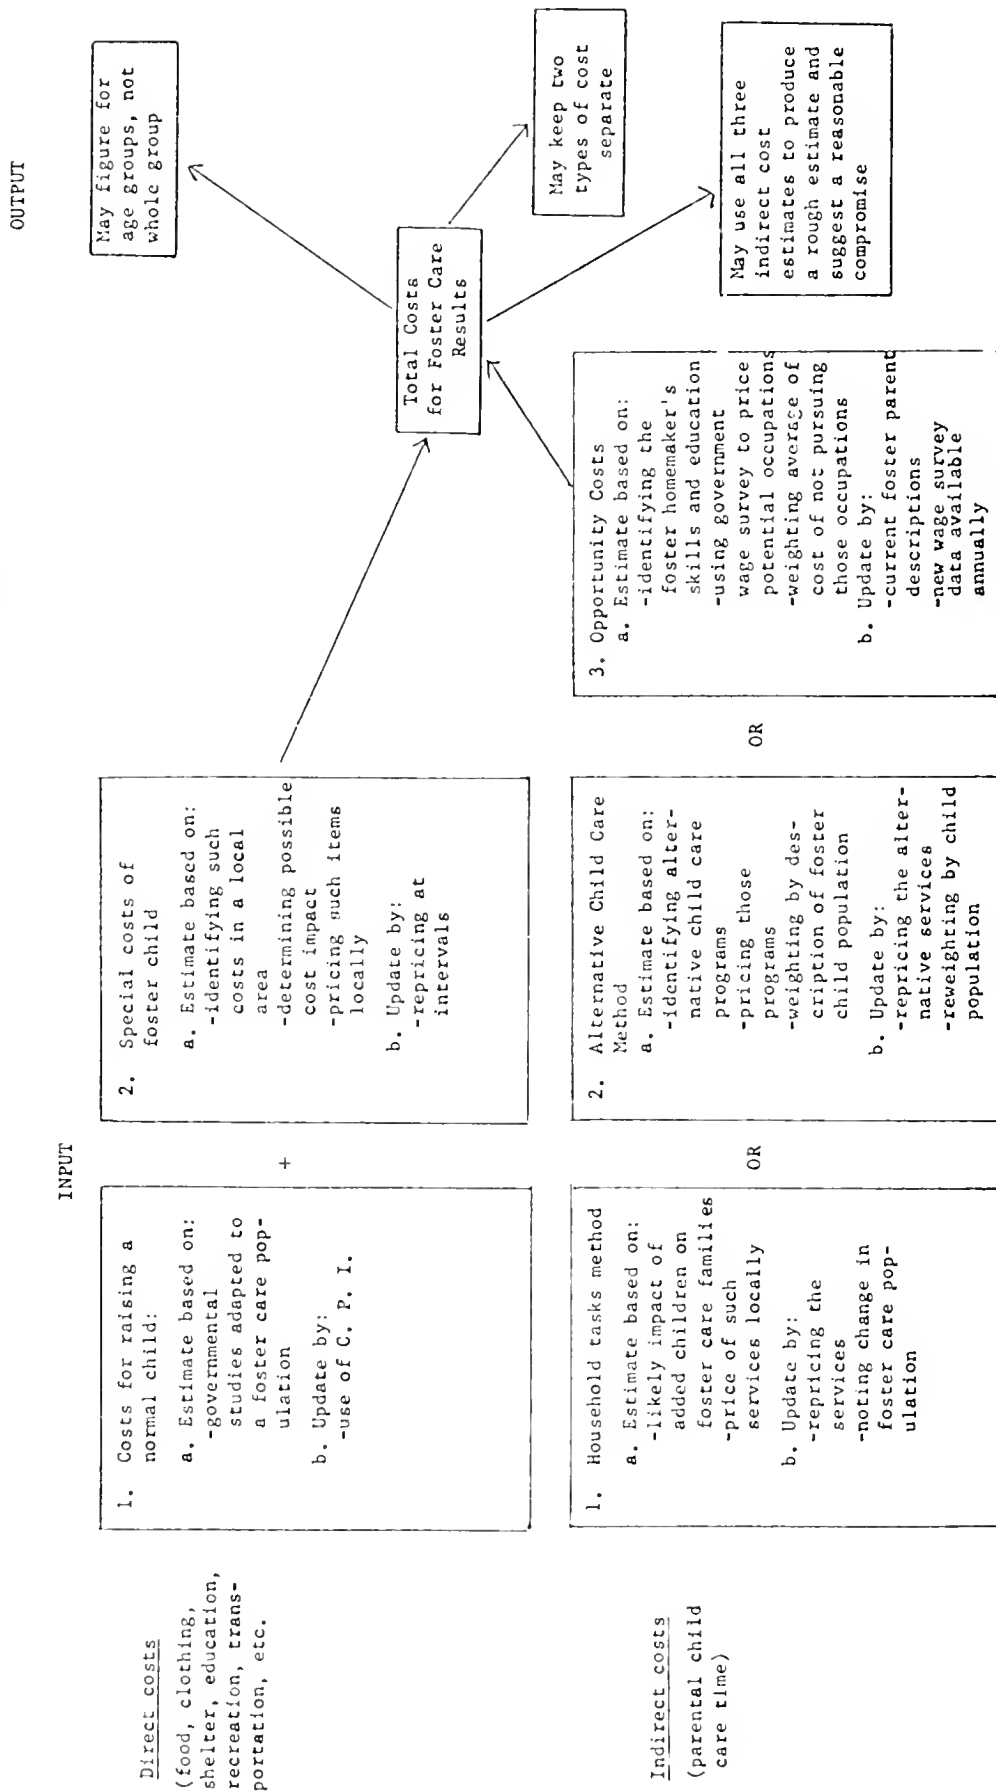 INPUT
OUTPUT
Direct costs
(food, clothing,
shelter, education,
recreation, trans-
portation, etc.
1. Costs for raising a
normal child:
a. Estimate based on:
-governmental
studies adapted to
a foster care pop-
ulation
b. Update by:
-use of C. P. I.
+
2. Special costs of
foster child
a. Estimate based on:
-identifying such
costs in a local
area
-determining possible
cost impact
-pricing such items
locally
b. Update by:
-repricing at
intervals
Indirect costs
(parental child
care time)
1. Household tasks method
a. Estimate based on:
-likely impact of
added children on
foster care families
-price of such
services locally
b. Update by:
-repricing the
services
-noting change in
foster care pop-
ulation
OR
2. Alternative Child Care
Method
a. Estimate based on:
-identifying alter-
native child care
programs
-pricing those
programs
-weighting by des-
cription of foster
child population
b. Update by:
-repricing the alter-
native services
-reweighting by child
population
OR
3. Opportunity Costs
a. Estimate based on:
-identifying the
foster homemaker's
skills and education
-using government
wage survey to price
potential occupations
-weighting average of
cost of not pursuing
those occupations
b. Update by:
-current foster parent
descriptions
-new wage survey
data available
annually
Total Costs
for Foster Care
Results
May figure for
age groups, not
whole group
May keep two
types of cost
separate
May use all three
indirect cost
estimates to produce
a rough estimate and
suggest a reasonable
compromise